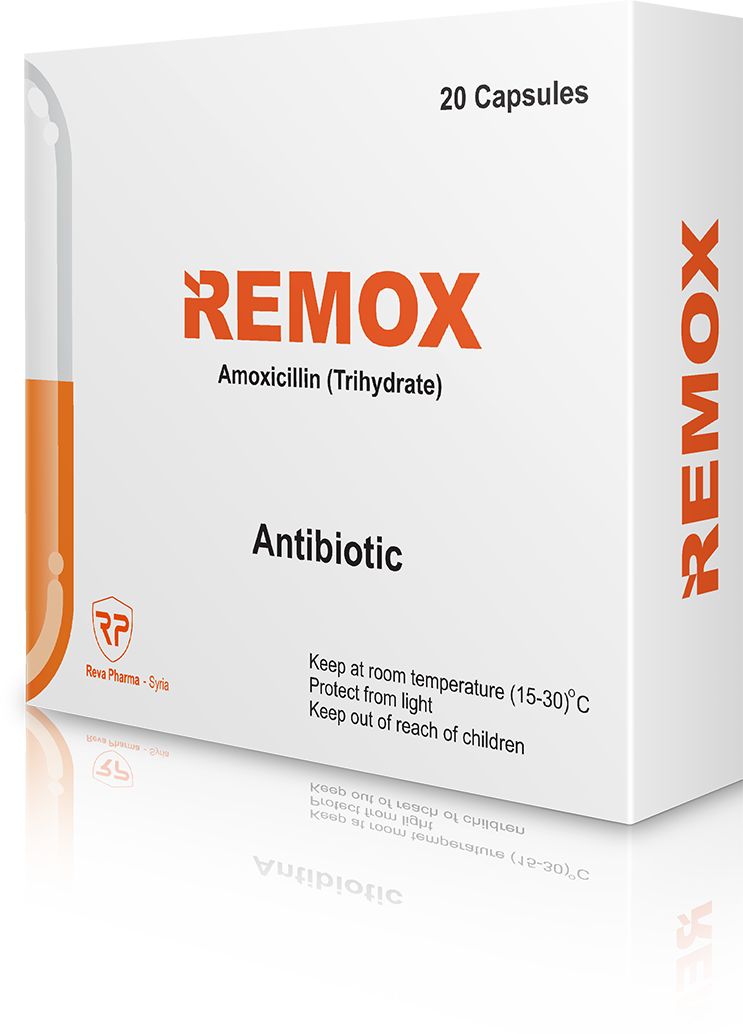 20 Capsules
REMOX
Amoxicillin (Trihydrate)
Antibiotic
RP
Reva Pharma - Syria
Keep at room temperature (15-30)°C
Protect from light
Keep out of reach of children
REMOX